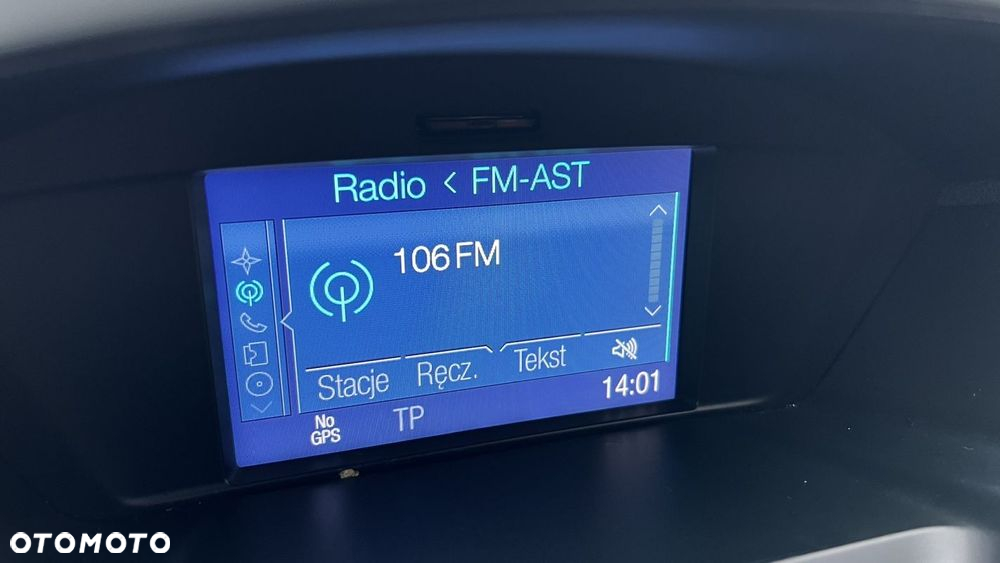 Radio < FM-AST
106 FM
Stacje Ręcz. Tekst
No GPS TP 14:01
OTOMOTO